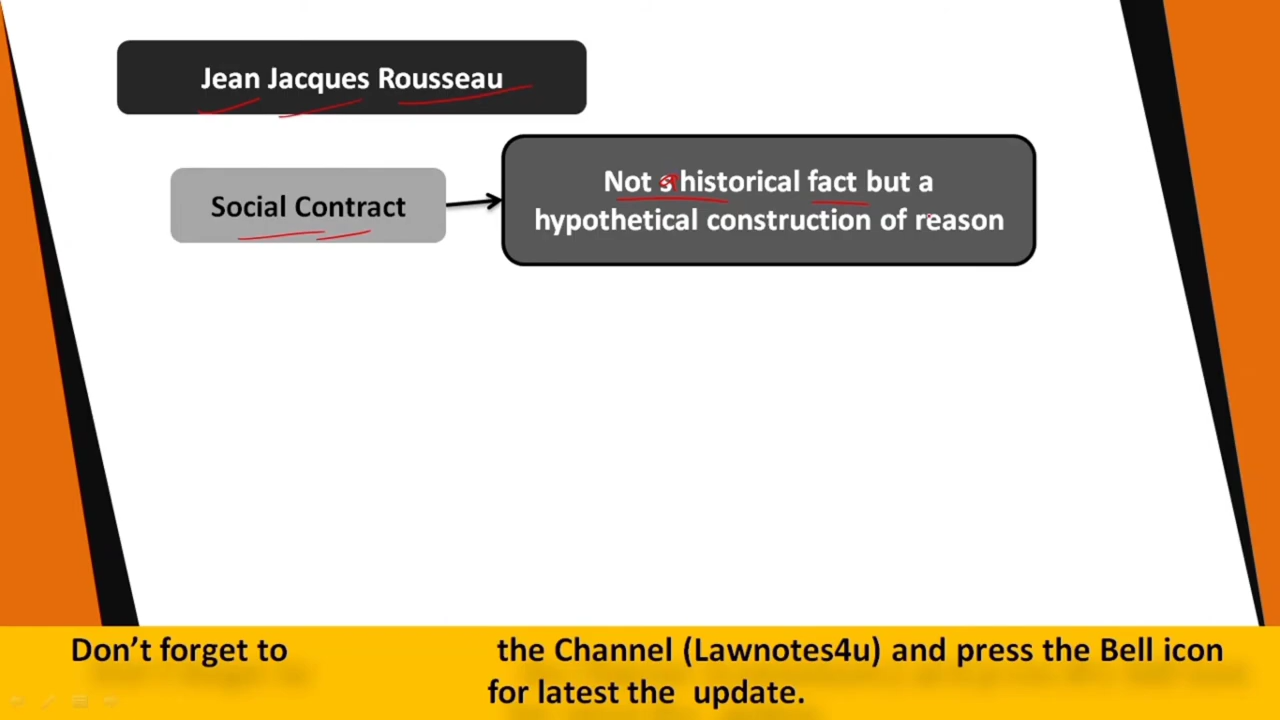 Jean Jacques Rousseau
Social Contract
Not a historical fact but a
hypothetical construction of reason
Don't forget to the Channel (Lawnotes4u) and press the Bell icon
for latest the update.